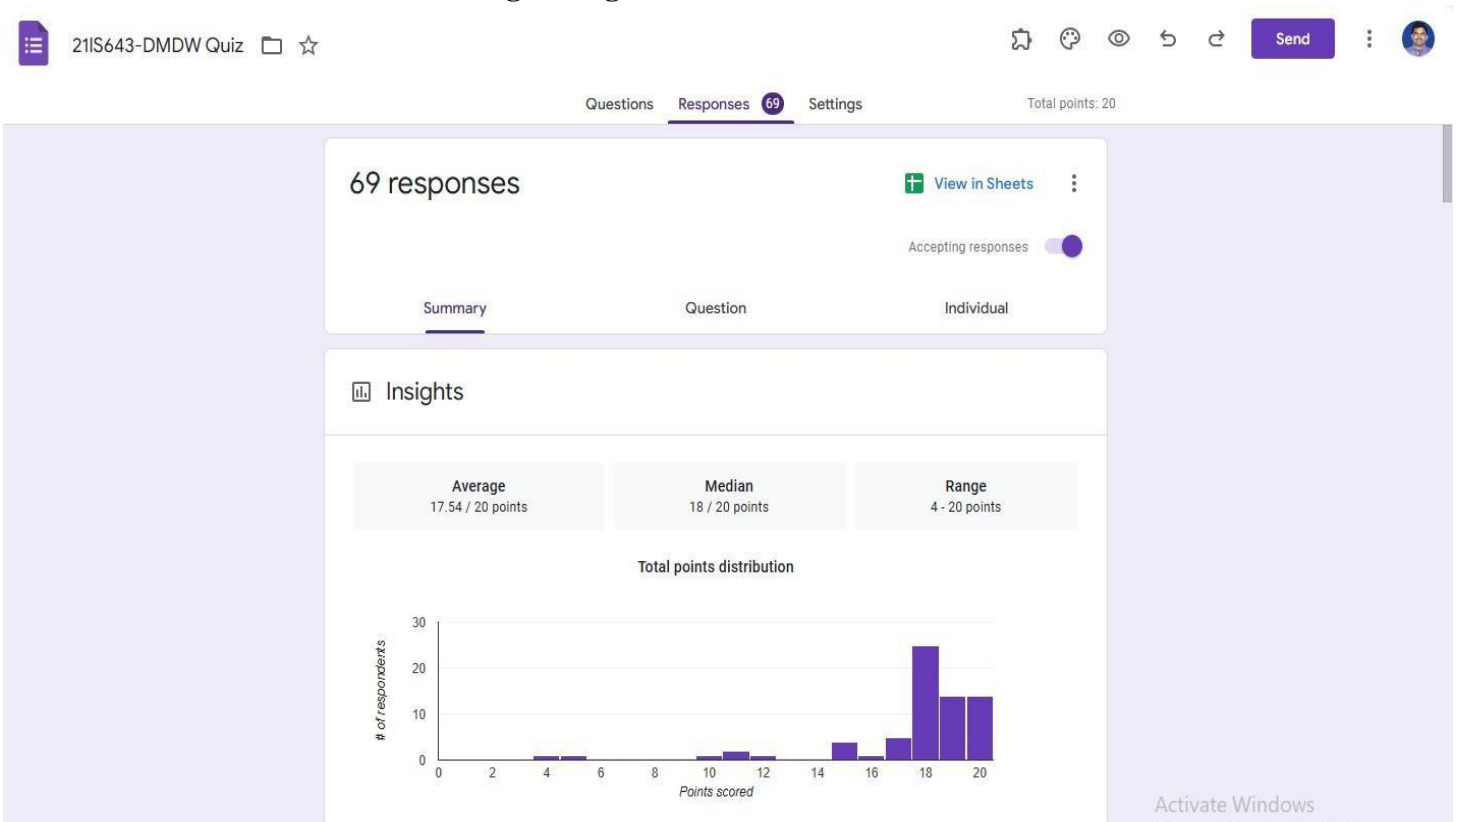 21IS643-DMDW Quiz
Send
Questions Responses 69 Settings Total points: 20
69 responses
View in Sheets
Accepting responses
Summary Question Individual
Insights
Average Median Range
17.54 / 20 points 18 / 20 points 4 - 20 points
Total points distribution
# of respondents
30
20
10
0
0 2 4 6 8 10 12 14 16 18 20
Points scored
Activate Windows